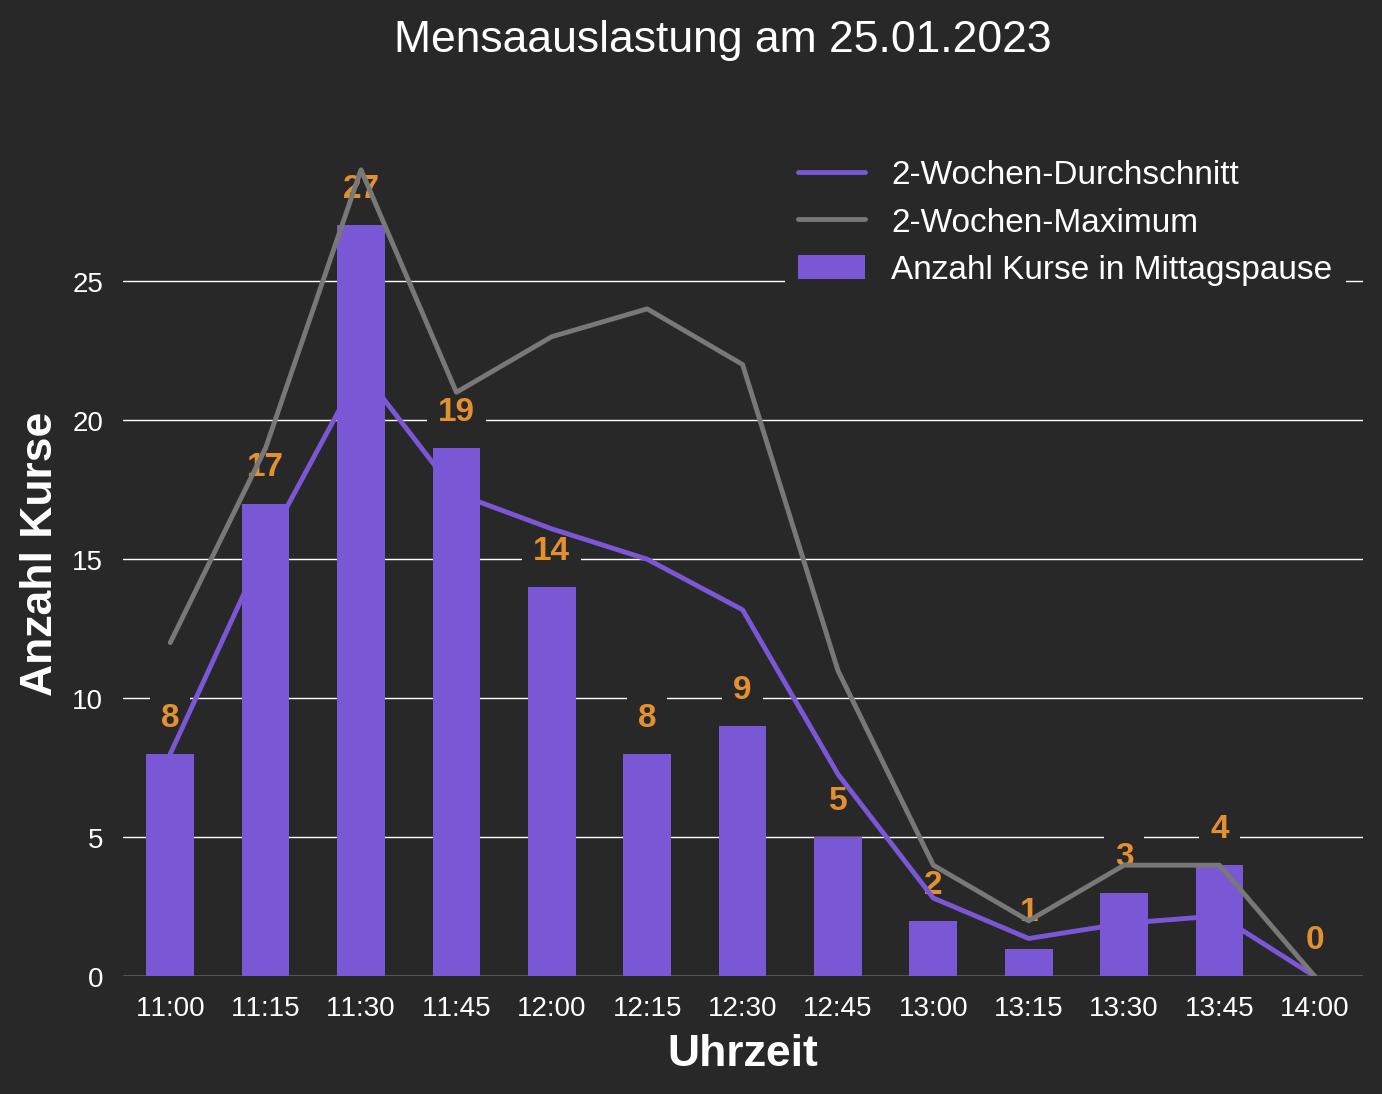 Mensaauslastung am 25.01.2023
2-Wochen-Durchschnitt
2-Wochen-Maximum
Anzahl Kurse in Mittagspause
Anzahl Kurse
25
20
15
10
5
0
8
17
27
19
14
8
9
5
2
1
3
4
0
11:00 11:15 11:30 11:45 12:00 12:15 12:30 12:45 13:00 13:15 13:30 13:45 14:00
Uhrzeit